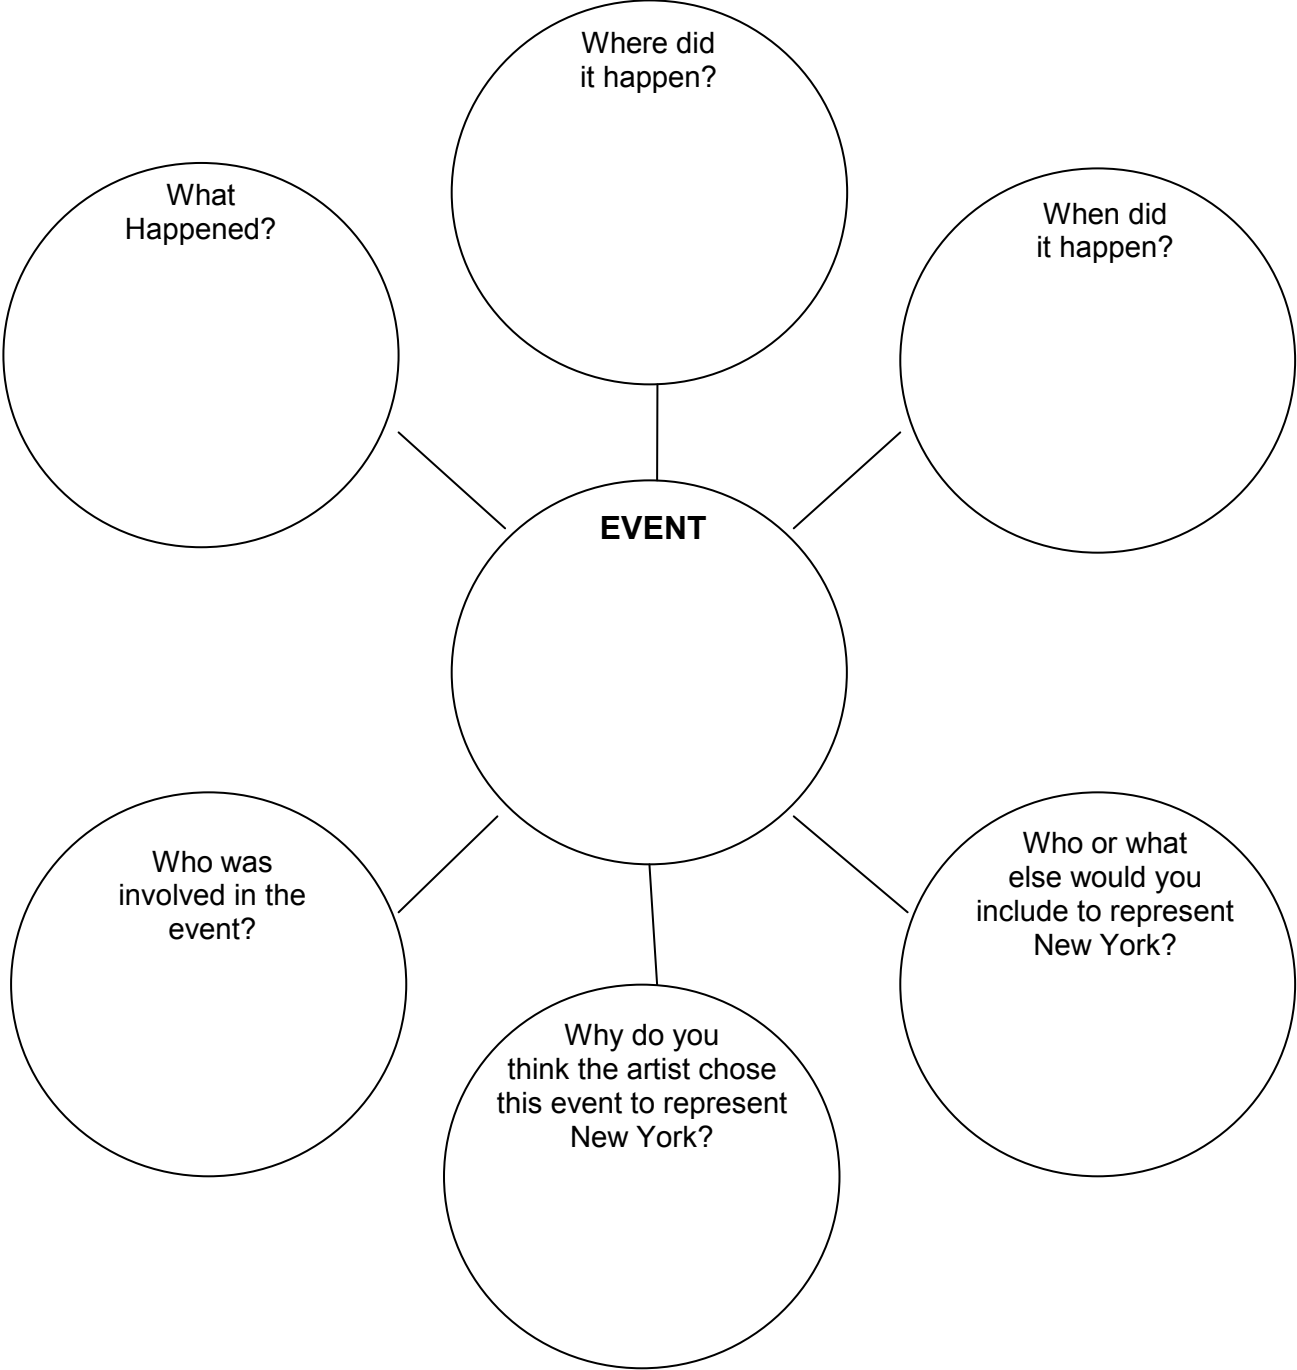 Where did
it happen?
What
Happened?
When did
it happen?
EVENT
Who was
involved in the
event?
Who or what
else would you
include to represent
New York?
Why do you
think the artist chose
this event to represent
New York?